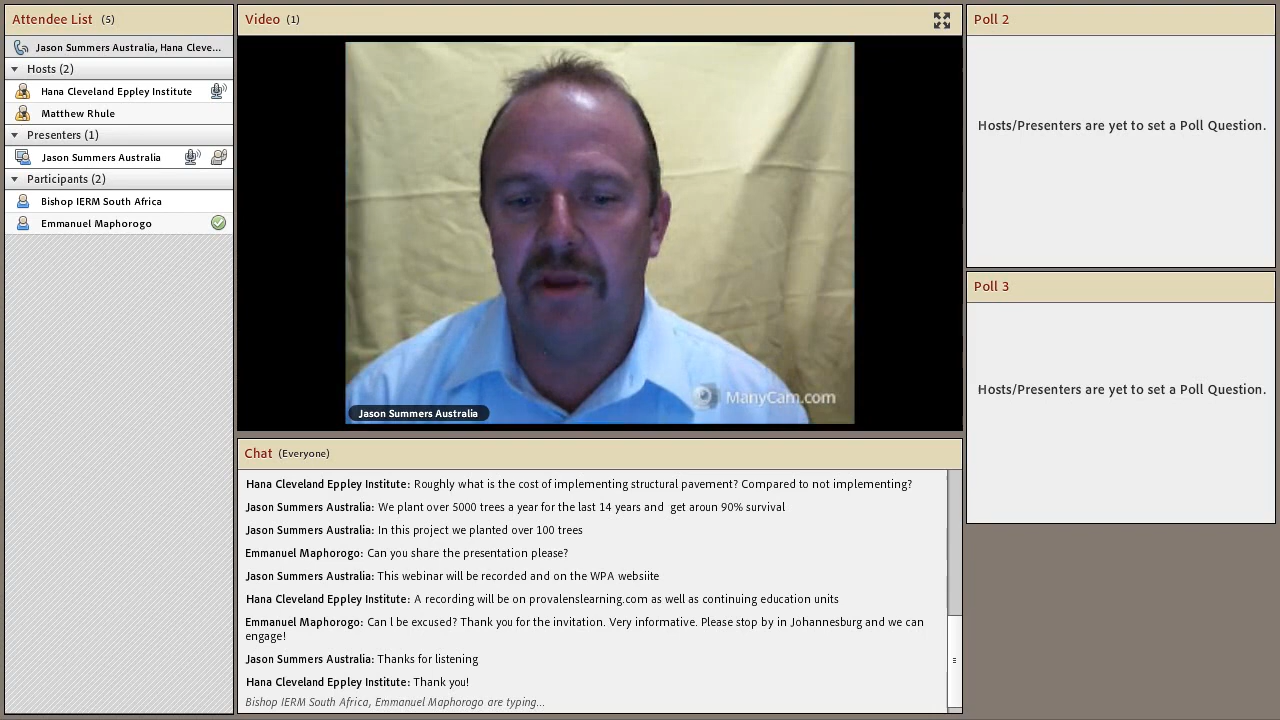 Attendee List (5)
Jason Summers Australia, Hana Cleve...
Hosts (2)
Hana Cleveland Eppley Institute
Matthew Rhule
Presenters (1)
Jason Summers Australia
Participants (2)
Bishop IERM South Africa
Emmanuel Maphorogo
Video (1)
ManyCam.com
Jason Summers Australia
Chat (Everyone)
Hana Cleveland Eppley Institute: Roughly what is the cost of implementing structural pavement? Compared to not implementing?
Jason Summers Australia: We plant over 5000 trees a year for the last 14 years and get aroun 90% survival
Jason Summers Australia: In this project we planted over 100 trees
Emmanuel Maphorogo: Can you share the presentation please?
Jason Summers Australia: This webinar will be recorded and on the WPA websiite
Hana Cleveland Eppley Institute: A recording will be on provalenslearning.com as well as continuing education units
Emmanuel Maphorogo: Can l be excused? Thank you for the invitation. Very informative. Please stop by in Johannesburg and we can
engage!
Jason Summers Australia: Thanks for listening
Hana Cleveland Eppley Institute: Thank you!
Bishop IERM South Africa, Emmanuel Maphorogo are typing...
Poll 2
Hosts/Presenters are yet to set a Poll Question.
Poll 3
Hosts/Presenters are yet to set a Poll Question.